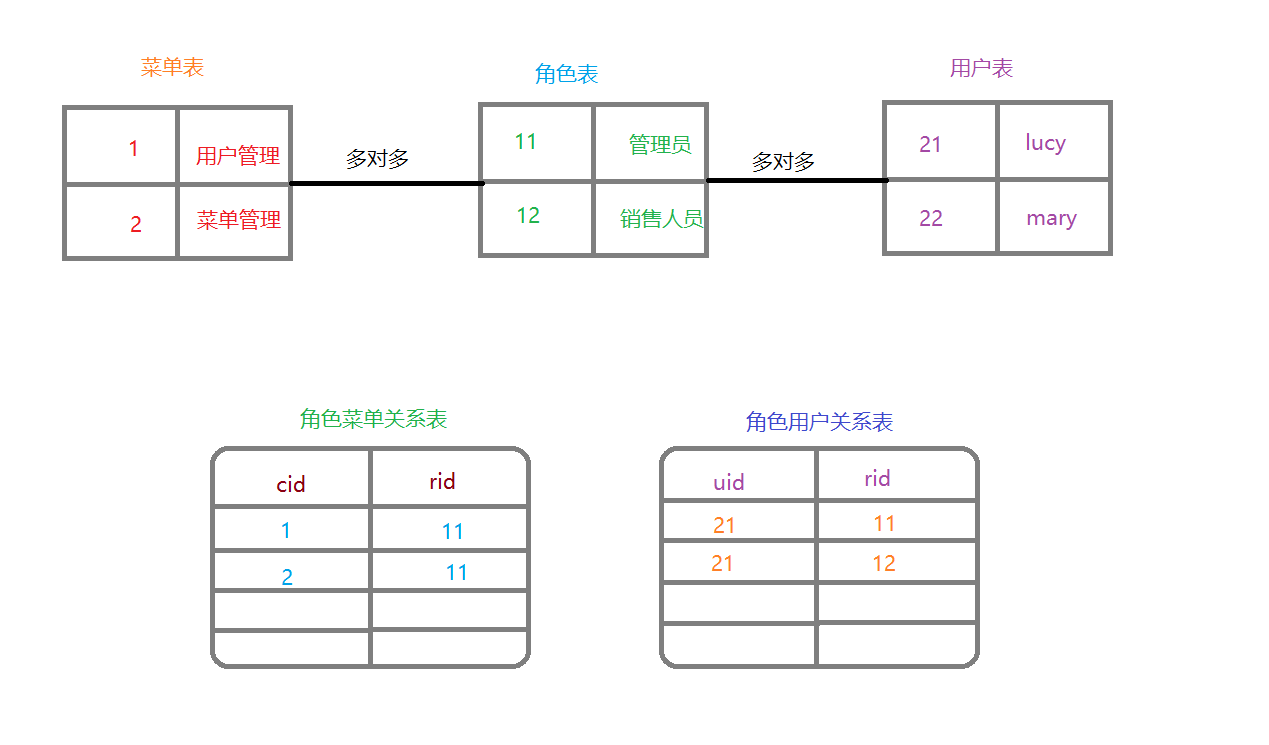 菜单表
角色表
用户表
1 用户管理
2 菜单管理
多对多
11 管理员
12 销售人员
多对多
21 lucy
22 mary
角色菜单关系表
cid rid
1 11
2 11
角色用户关系表
uid rid
21 11
21 12